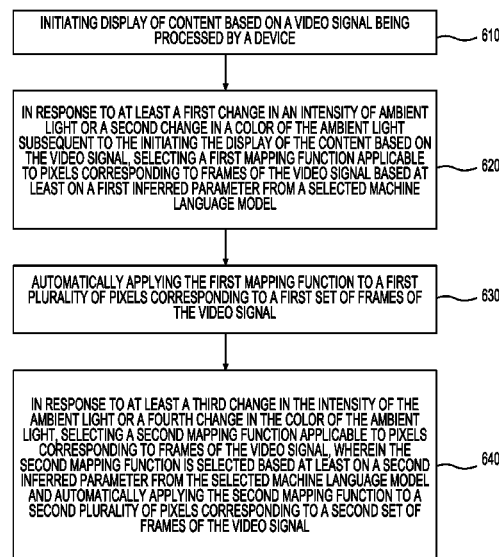 INITIATING DISPLAY OF CONTENT BASED ON A VIDEO SIGNAL BEING
PROCESSED BY A DEVICE
610
IN RESPONSE TO AT LEAST A FIRST CHANGE IN AN INTENSITY OF AMBIENT
LIGHT OR A SECOND CHANGE IN A COLOR OF THE AMBIENT LIGHT
SUBSEQUENT TO THE INITIATING THE DISPLAY OF THE CONTENT BASED ON
THE VIDEO SIGNAL, SELECTING A FIRST MAPPING FUNCTION APPLICABLE
TO PIXELS CORRESPONDING TO FRAMES OF THE VIDEO SIGNAL BASED AT
LEAST ON A FIRST INFERRED PARAMETER FROM A SELECTED MACHINE
LANGUAGE MODEL
620
AUTOMATICALLY APPLYING THE FIRST MAPPING FUNCTION TO A FIRST
PLURALITY OF PIXELS CORRESPONDING TO A FIRST SET OF FRAMES OF
THE VIDEO SIGNAL
630
IN RESPONSE TO AT LEAST A THIRD CHANGE IN THE INTENSITY OF THE
AMBIENT LIGHT OR A FOURTH CHANGE IN THE COLOR OF THE AMBIENT
LIGHT, SELECTING A SECOND MAPPING FUNCTION APPLICABLE TO PIXELS
CORRESPONDING TO FRAMES OF THE VIDEO SIGNAL, WHEREIN THE
SECOND MAPPING FUNCTION IS SELECTED BASED AT LEAST ON A SECOND
INFERRED PARAMETER FROM THE SELECTED MACHINE LANGUAGE MODEL
AND AUTOMATICALLY APPLYING THE SECOND MAPPING FUNCTION TO A
SECOND PLURALITY OF PIXELS CORRESPONDING TO A SECOND SET OF
FRAMES OF THE VIDEO SIGNAL
640